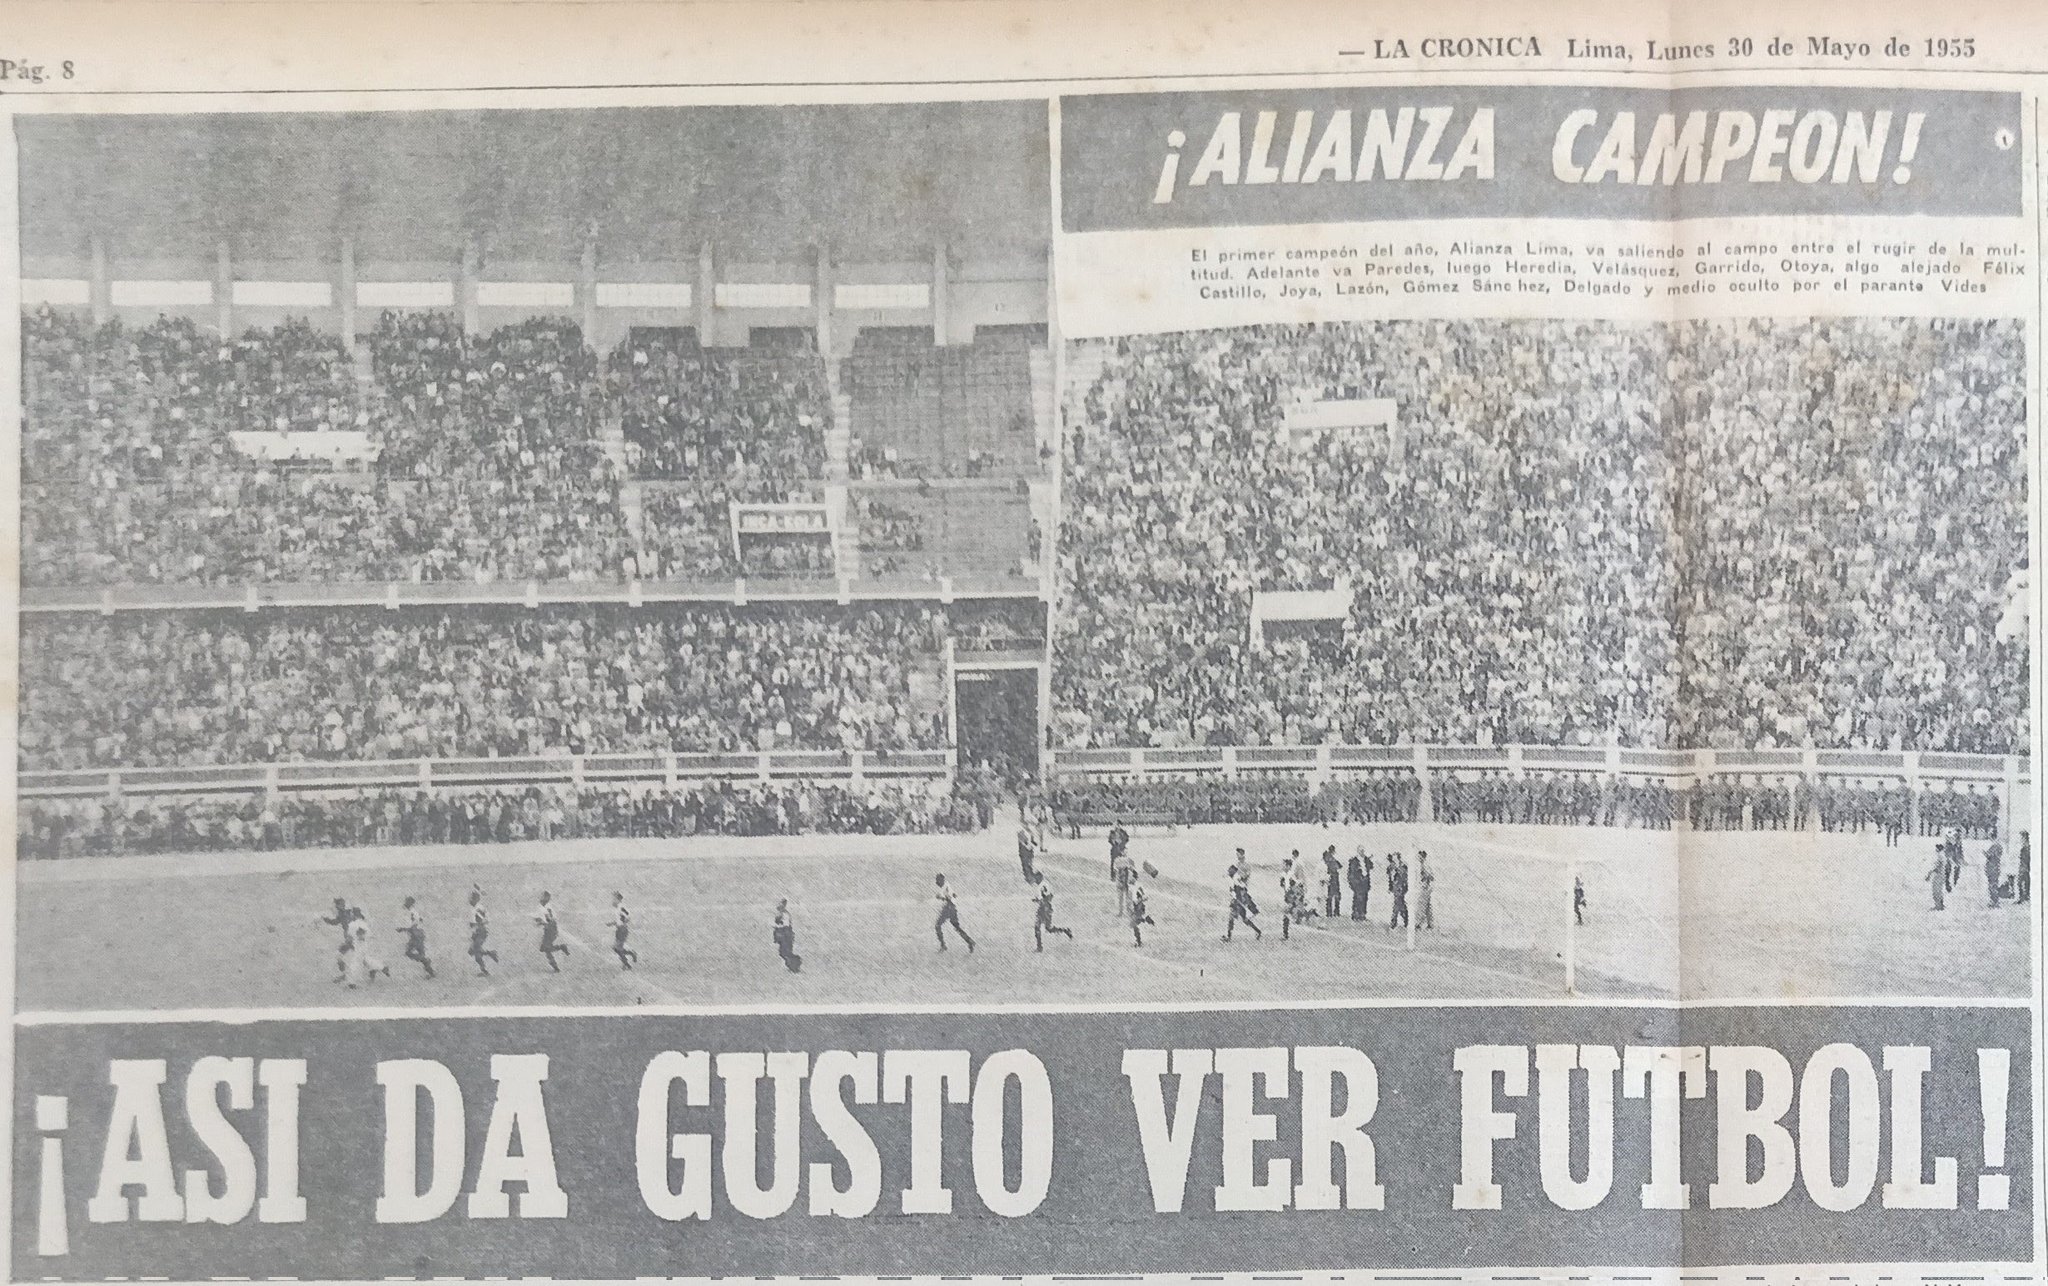 Pág. 8
— LA CRONICA Lima, Lunes 30 de Mayo de 1955
¡ALIANZA CAMPEON!
El primer campeón del año, Alianza Lima, va saliendo al campo entre el rugir de la mul-
titud. Adelante va Paredes, luego Heredia, Velásquez, Garrido, Otoya, algo alejado Félix
Castillo, Joya, Lazón, Gómez Sánchez, Delgado y medio oculto por el parante Vides
INCA KOLA
¡ASI DA GUSTO VER FUTBOL!